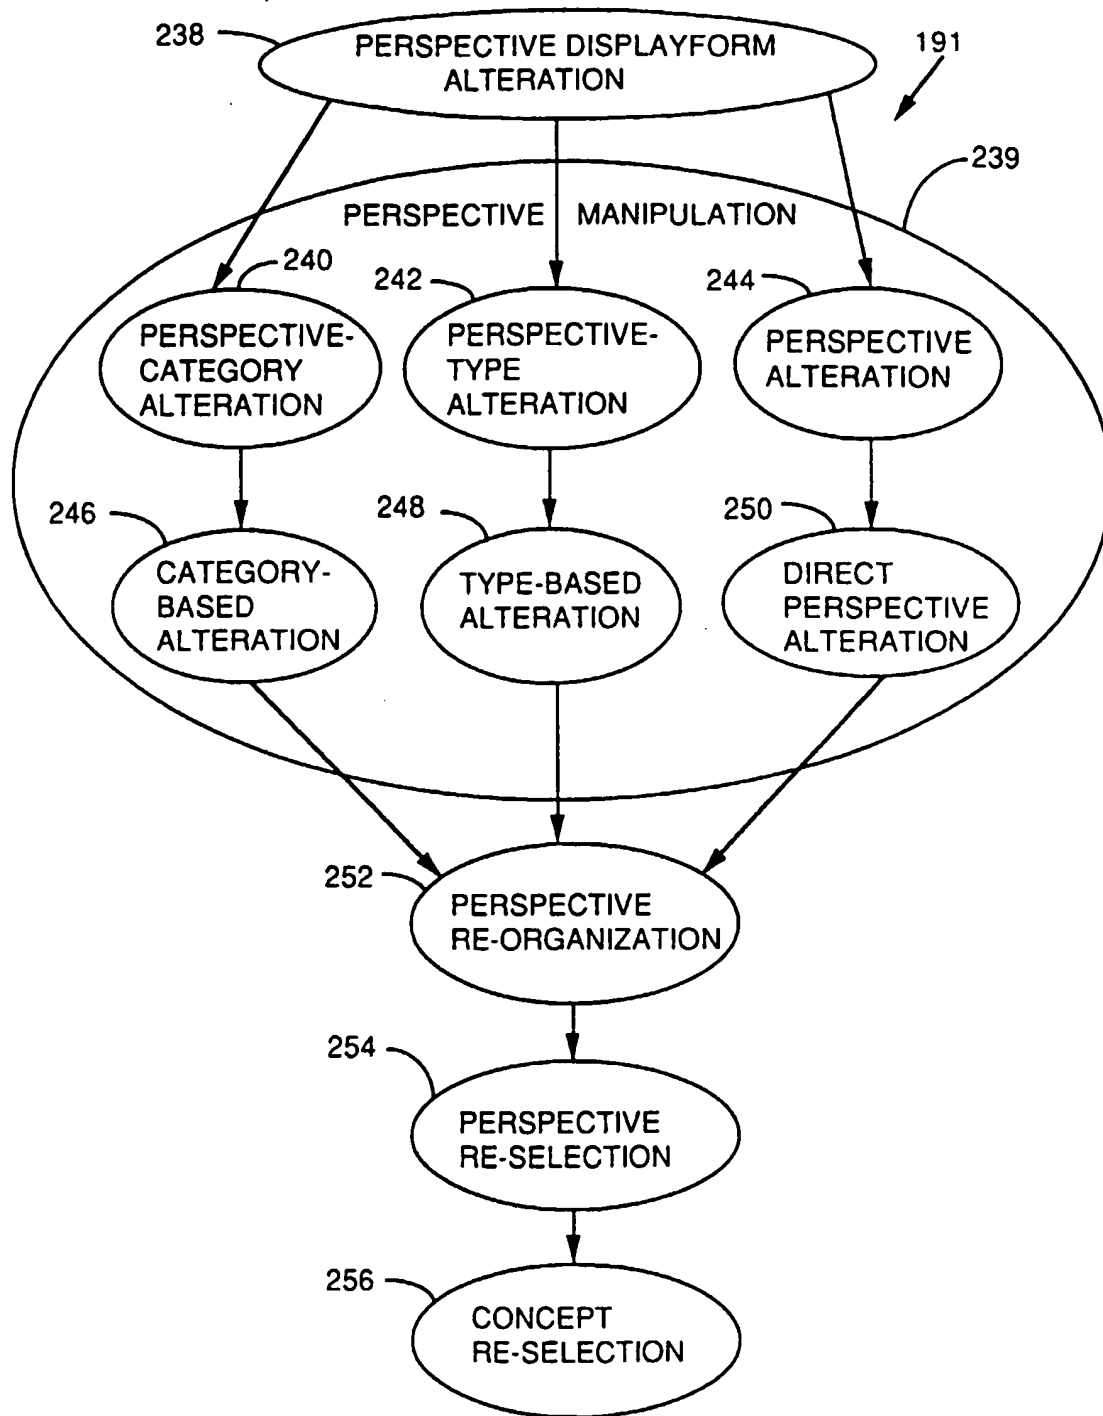 238
PERSPECTIVE DISPLAYFORM
ALTERATION
191
239
PERSPECTIVE MANIPULATION
240
242
244
PERSPECTIVE-
CATEGORY
ALTERATION
PERSPECTIVE-
TYPE
ALTERATION
PERSPECTIVE
ALTERATION
246
248
250
CATEGORY-
BASED
ALTERATION
TYPE-BASED
ALTERATION
DIRECT
PERSPECTIVE
ALTERATION
252
PERSPECTIVE
RE-ORGANIZATION
254
PERSPECTIVE
RE-SELECTION
256
CONCEPT
RE-SELECTION